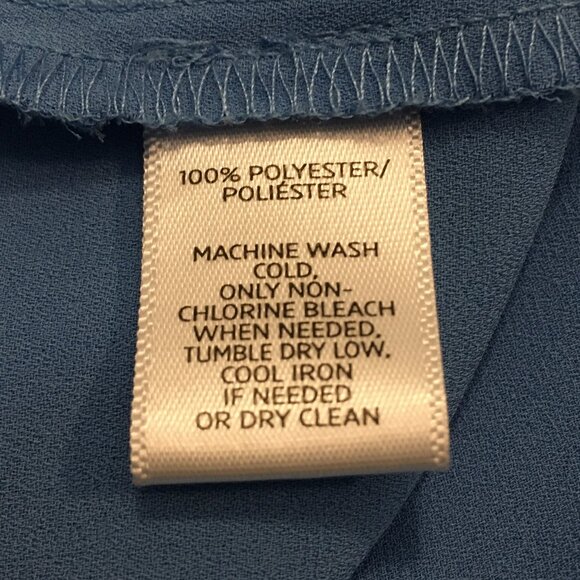 100% POLYESTER/
POLIÉSTER
MACHINE WASH
COLD.
ONLY NON-
CHLORINE BLEACH
WHEN NEEDED.
TUMBLE DRY LOW.
COOL IRON
IF NEEDED
OR DRY CLEAN